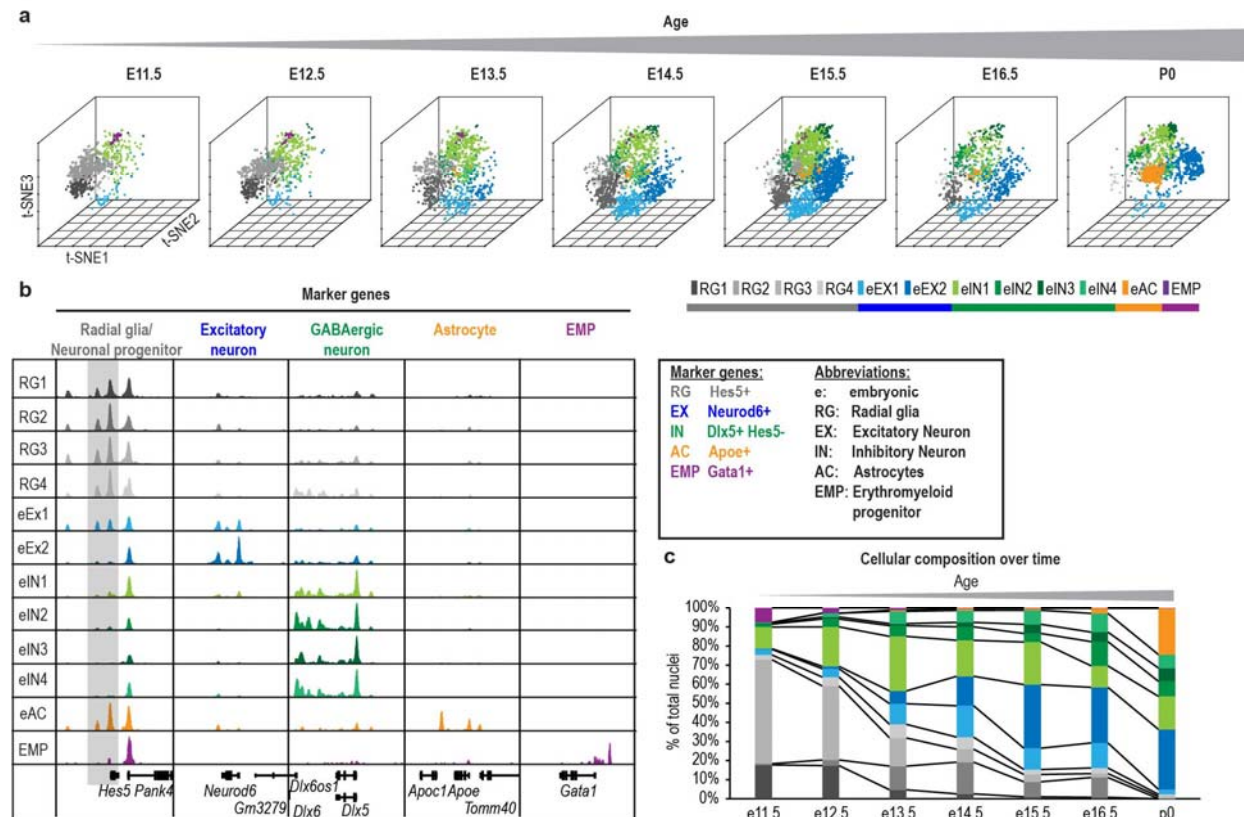 a
Age
E11.5 E12.5 E13.5 E14.5 E15.5 E16.5 P0
t-SNE3
t-SNE2
t-SNE1
RG1 RG2 RG3 RG4 eEX1 eEX2 eIN1 eIN2 eIN3 eIN4 eAC EMP
b
Marker genes
Radial glia/
Neuronal progenitor
Excitatory
neuron
GABAergic
neuron
Astrocyte
EMP
RG1
RG2
RG3
RG4
eEx1
eEx2
eIN1
eIN2
eIN3
eIN4
eAC
EMP
Hes5 Pank4
Neurod6
Gm3279
Dlx6os1
Dlx6
Dlx5
Apoc1 Apoe
Tomm40
Gata1
Marker genes:
RG Hes5+
EX Neurod6+
IN Dlx5+ Hes5-
AC Apoe+
EMP Gata1+
Abbreviations:
e: embryonic
RG: Radial glia
EX: Excitatory Neuron
IN: Inhibitory Neuron
AC: Astrocytes
EMP: Erythromyeloid
progenitor
c
Cellular composition over time
Age
% of total nuclei
100%
90%
80%
70%
60%
50%
40%
30%
20%
10%
0%
e11.5 e12.5 e13.5 e14.5 e15.5 e16.5 p0